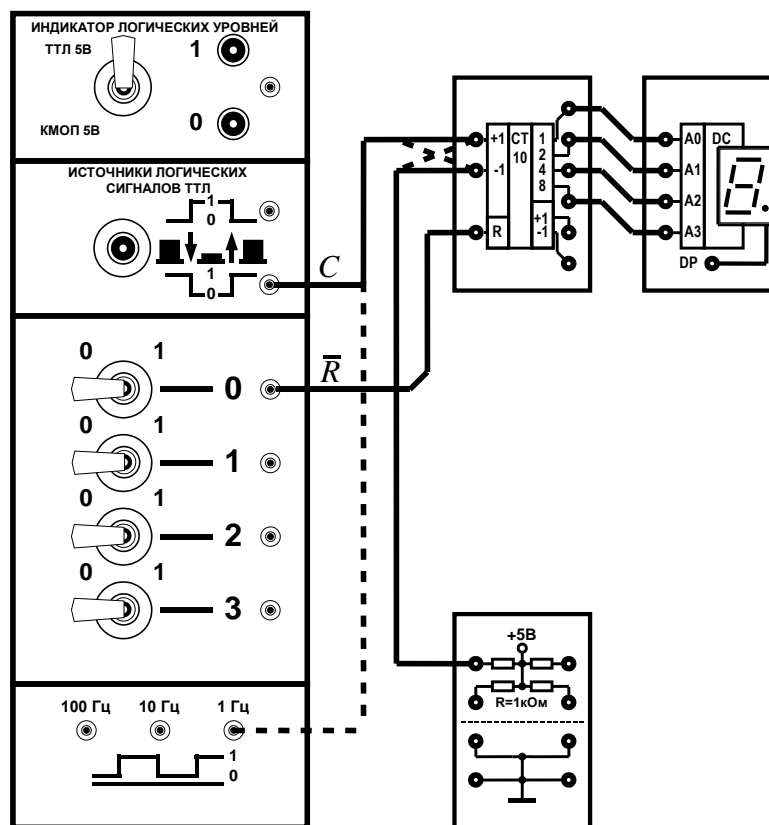 ИНДИКАТОР ЛОГИЧЕСКИХ УРОВНЕЙ
ТТЛ 5В
1
КМОП 5В
0
ИСТОЧНИКИ ЛОГИЧЕСКИХ
СИГНАЛОВ ТТЛ
1
0
1
0
C
0 1
0
R̅
0 1
1
0 1
2
0 1
3
100 Гц 10 Гц 1 Гц
1
0
+1 CT 1
10 2
-1 4
8
R +1
-1
A0 DC
A1
A2
A3
DP
+5В
R=1кОм